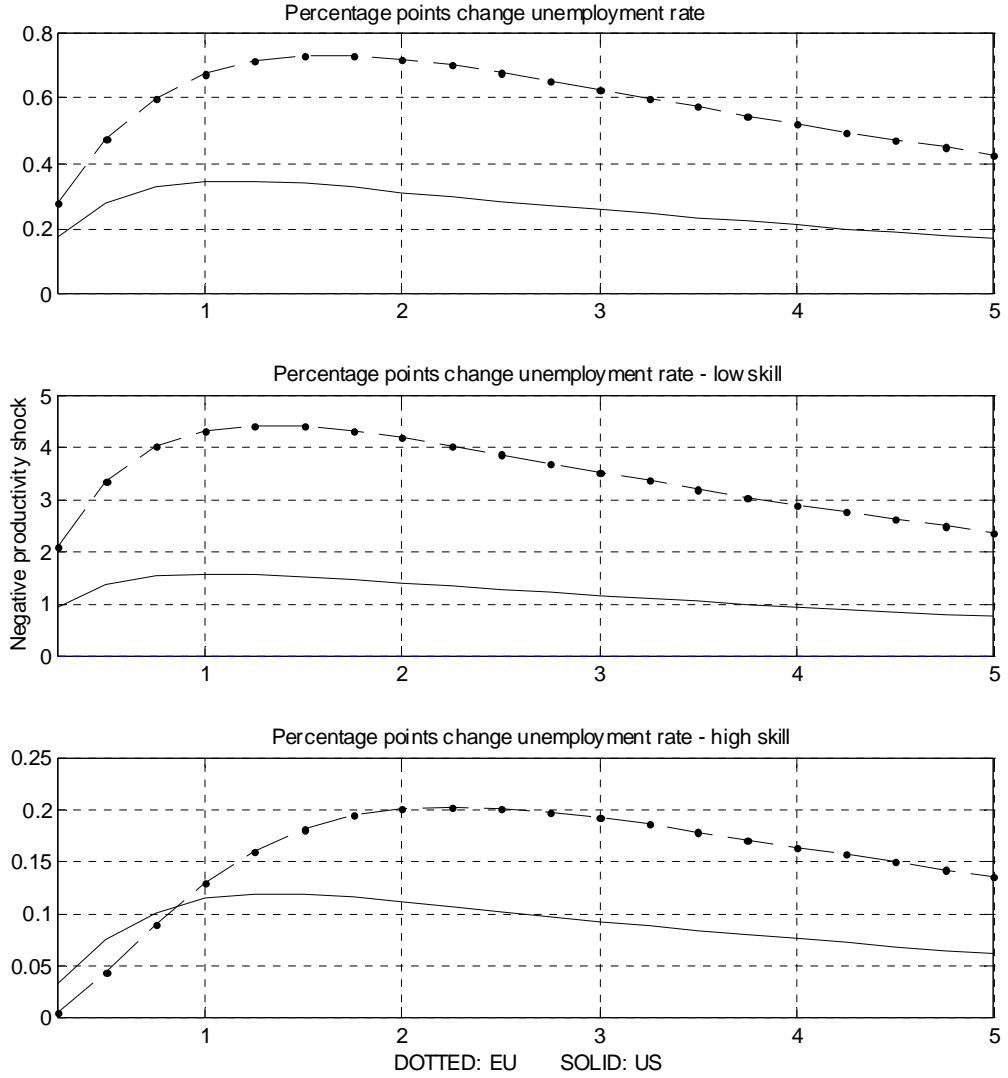 Percentage points change unemployment rate
0.8
0.6
0.4
0.2
0
1 2 3 4 5
Percentage points change unemployment rate - low skill
Negative productivity shock
5
4
3
2
1
0
1 2 3 4 5
Percentage points change unemployment rate - high skill
0.25
0.2
0.15
0.1
0.05
0
1 2 3 4 5
DOTTED: EU SOLID: US